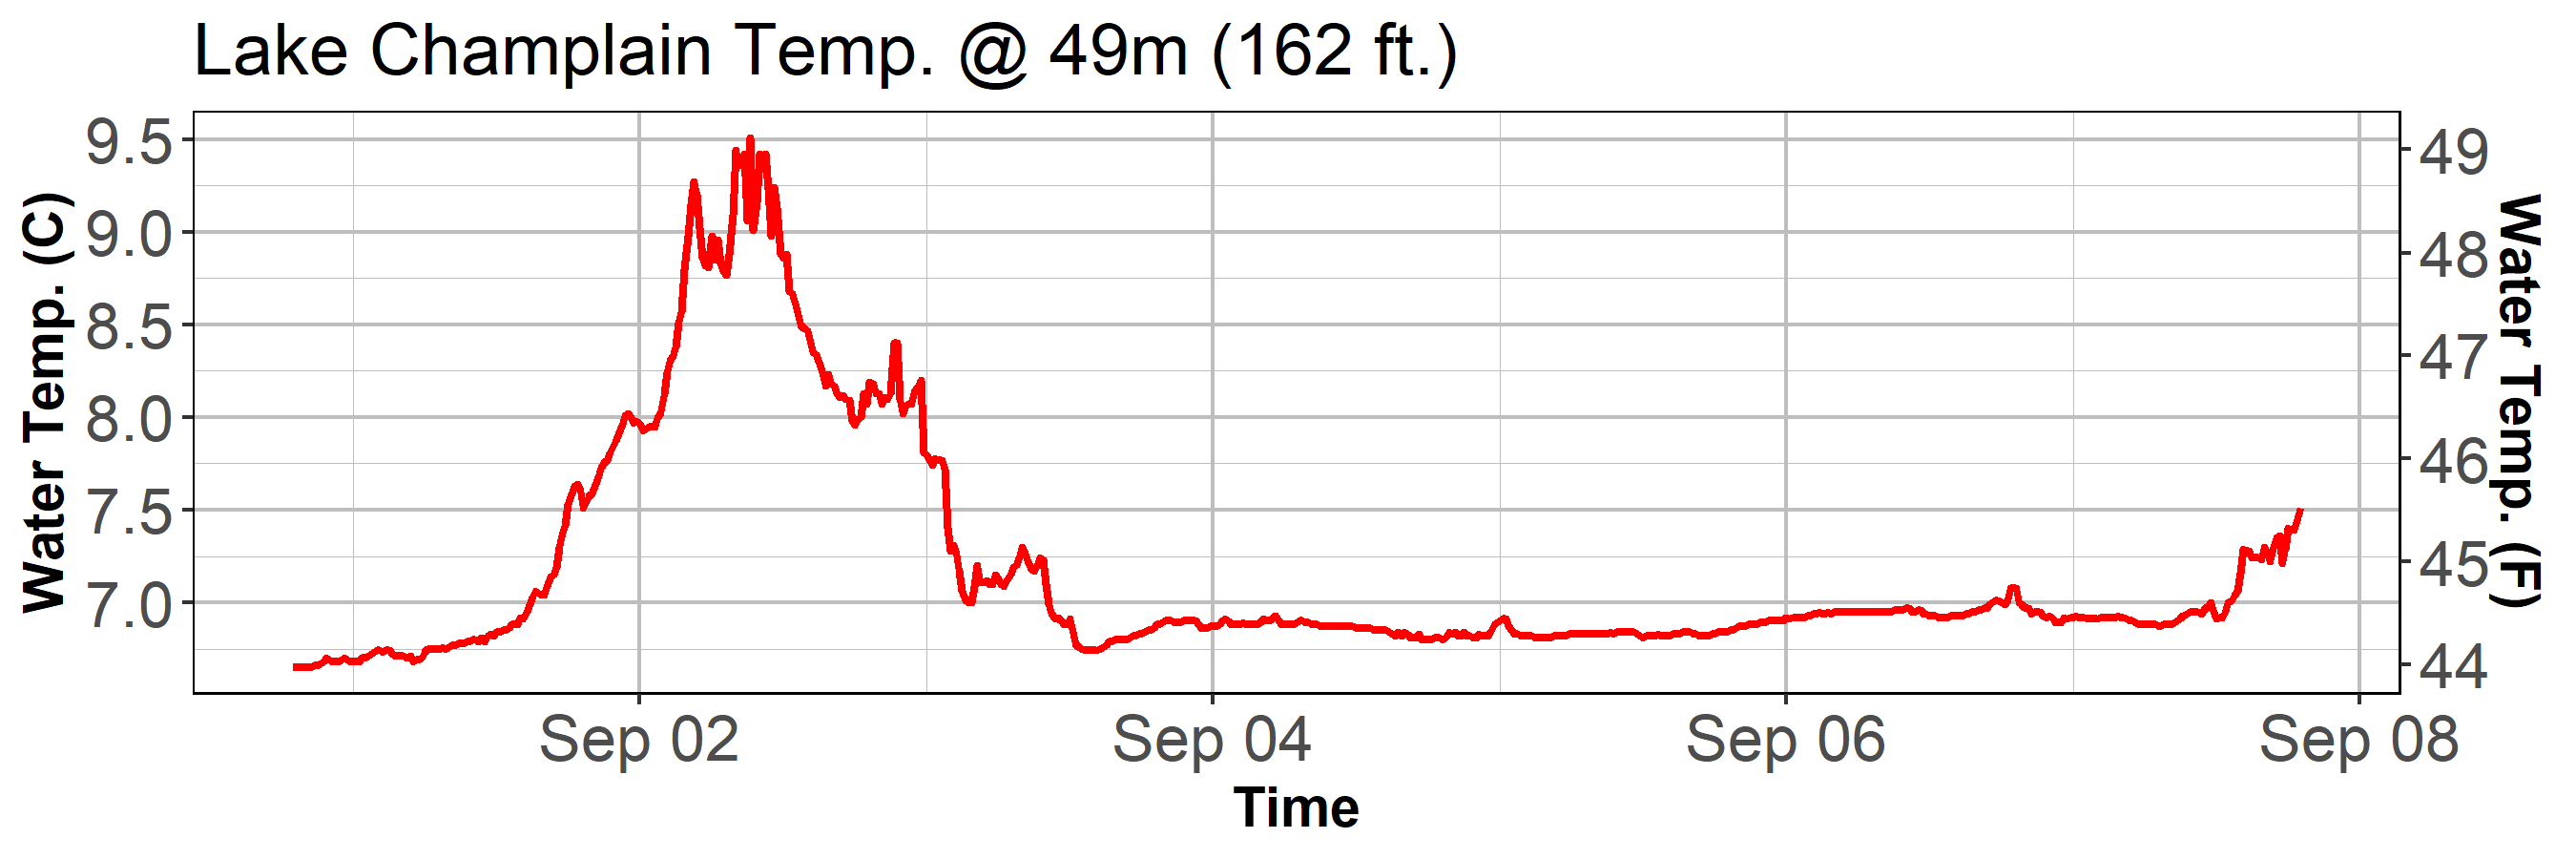 Lake Champlain Temp. @ 49m (162 ft.)
Water Temp. (C)
9.5
9.0
8.5
8.0
7.5
7.0
49
48
47
46
45
44
Water Temp. (F)
Sep 02 Sep 04 Sep 06 Sep 08
Time